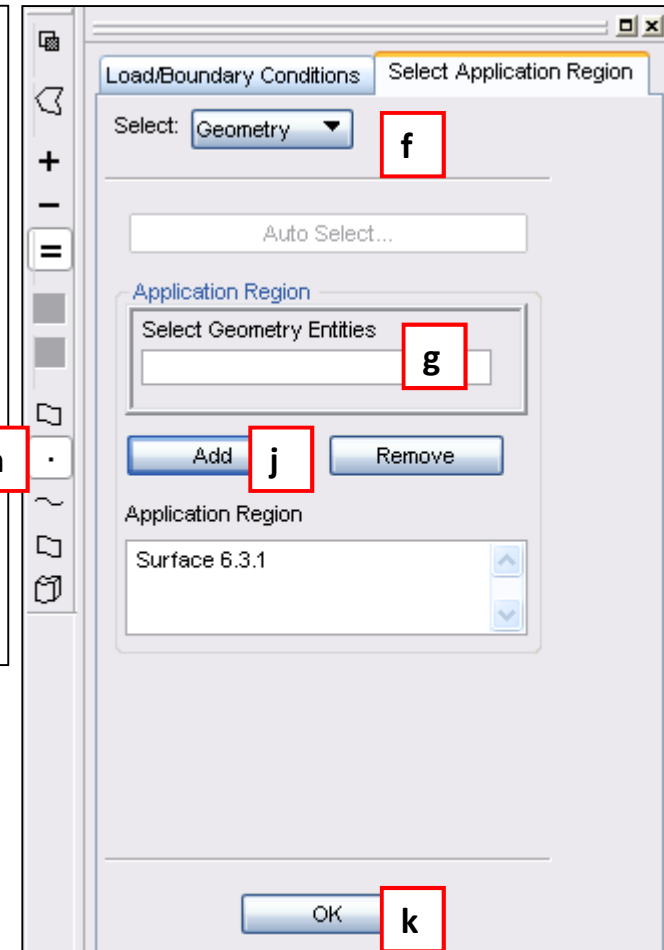 Load/Boundary Conditions Select Application Region
Select: Geometry f
Auto Select...
Application Region
Select Geometry Entities
g
Add j Remove
Application Region
Surface 6.3.1
OK k